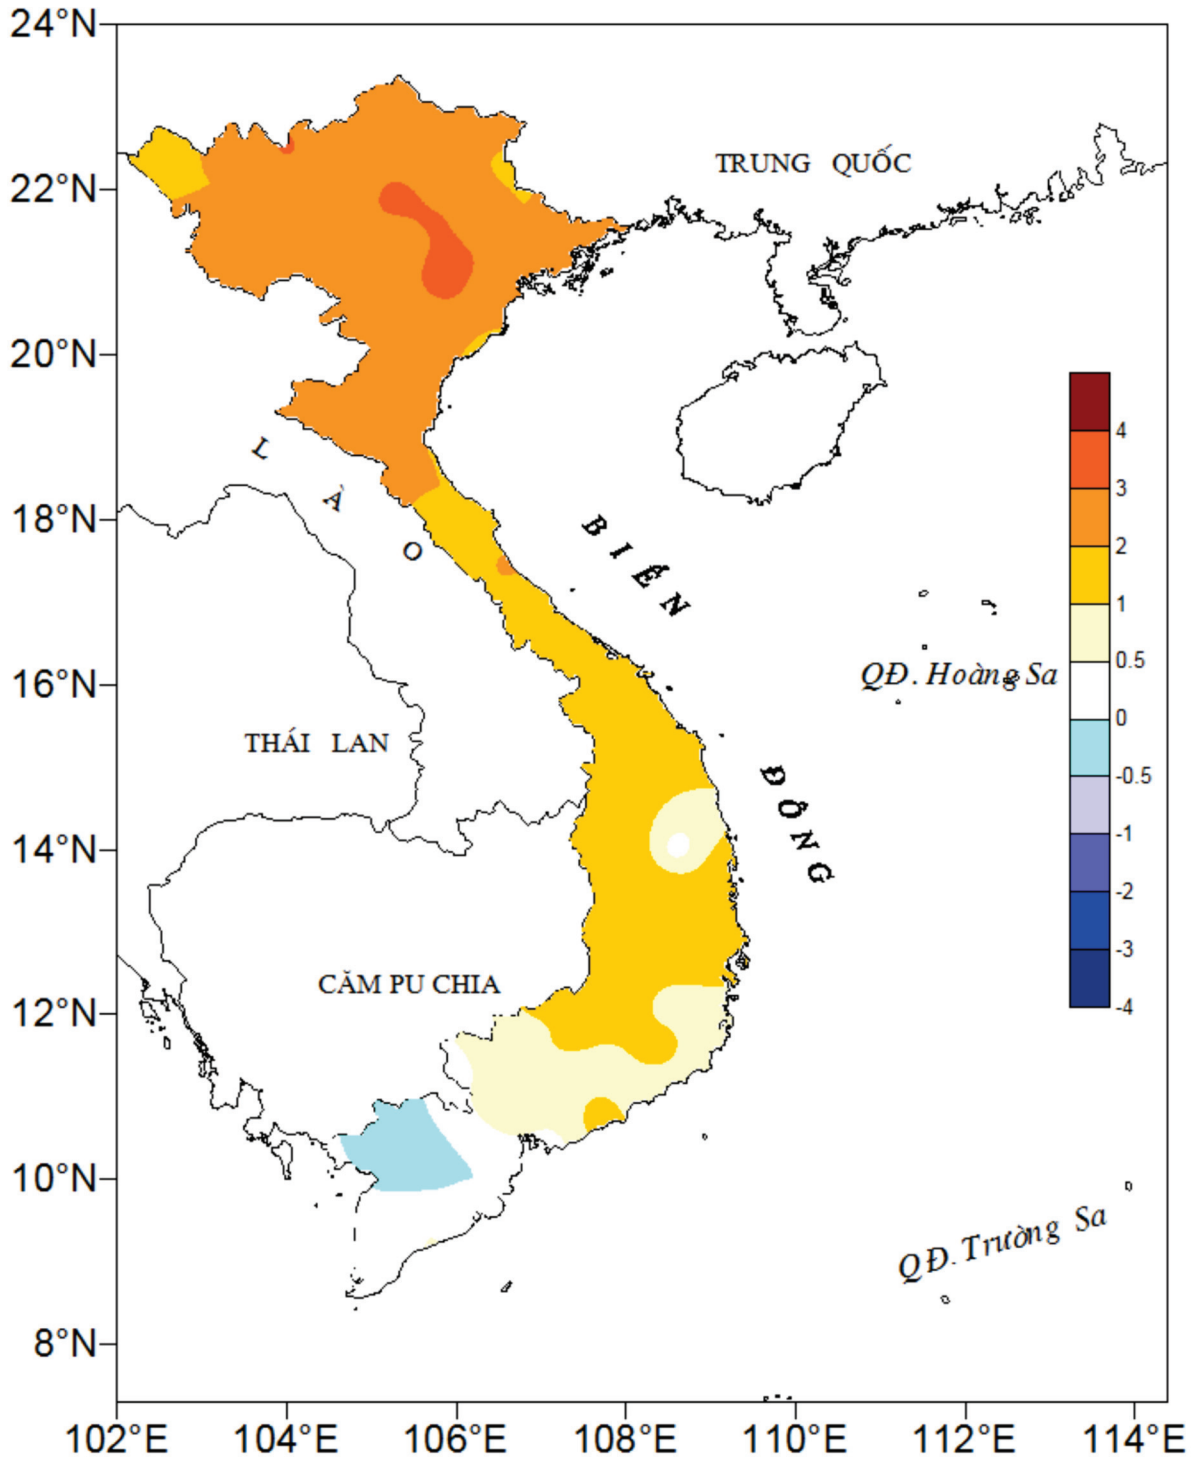 24°N
22°N
20°N
18°N
16°N
14°N
12°N
10°N
8°N
TRUNG QUỐC
L À O
BIỂN
ĐÔNG
QĐ. Hoàng Sa
THÁI LAN
CĂM PU CHIA
QĐ. Trường Sa
4
3
2
1
0.5
0
-0.5
-1
-2
-3
-4
102°E 104°E 106°E 108°E 110°E 112°E 114°E